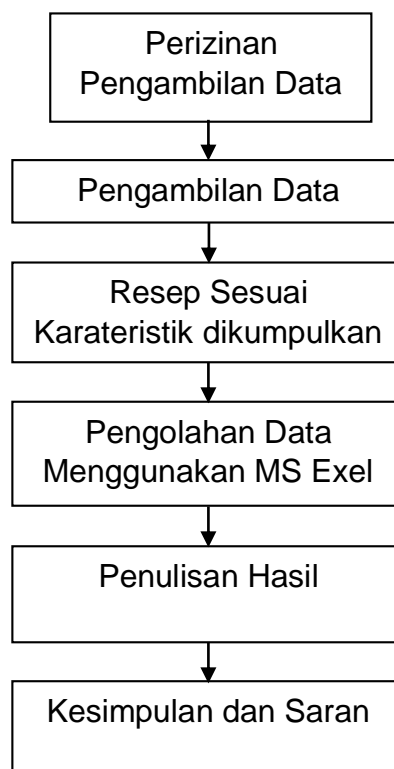 Perizinan
Pengambilan Data
Pengambilan Data
Resep Sesuai
Karateristik dikumpulkan
Pengolahan Data
Menggunakan MS Exel
Penulisan Hasil
Kesimpulan dan Saran